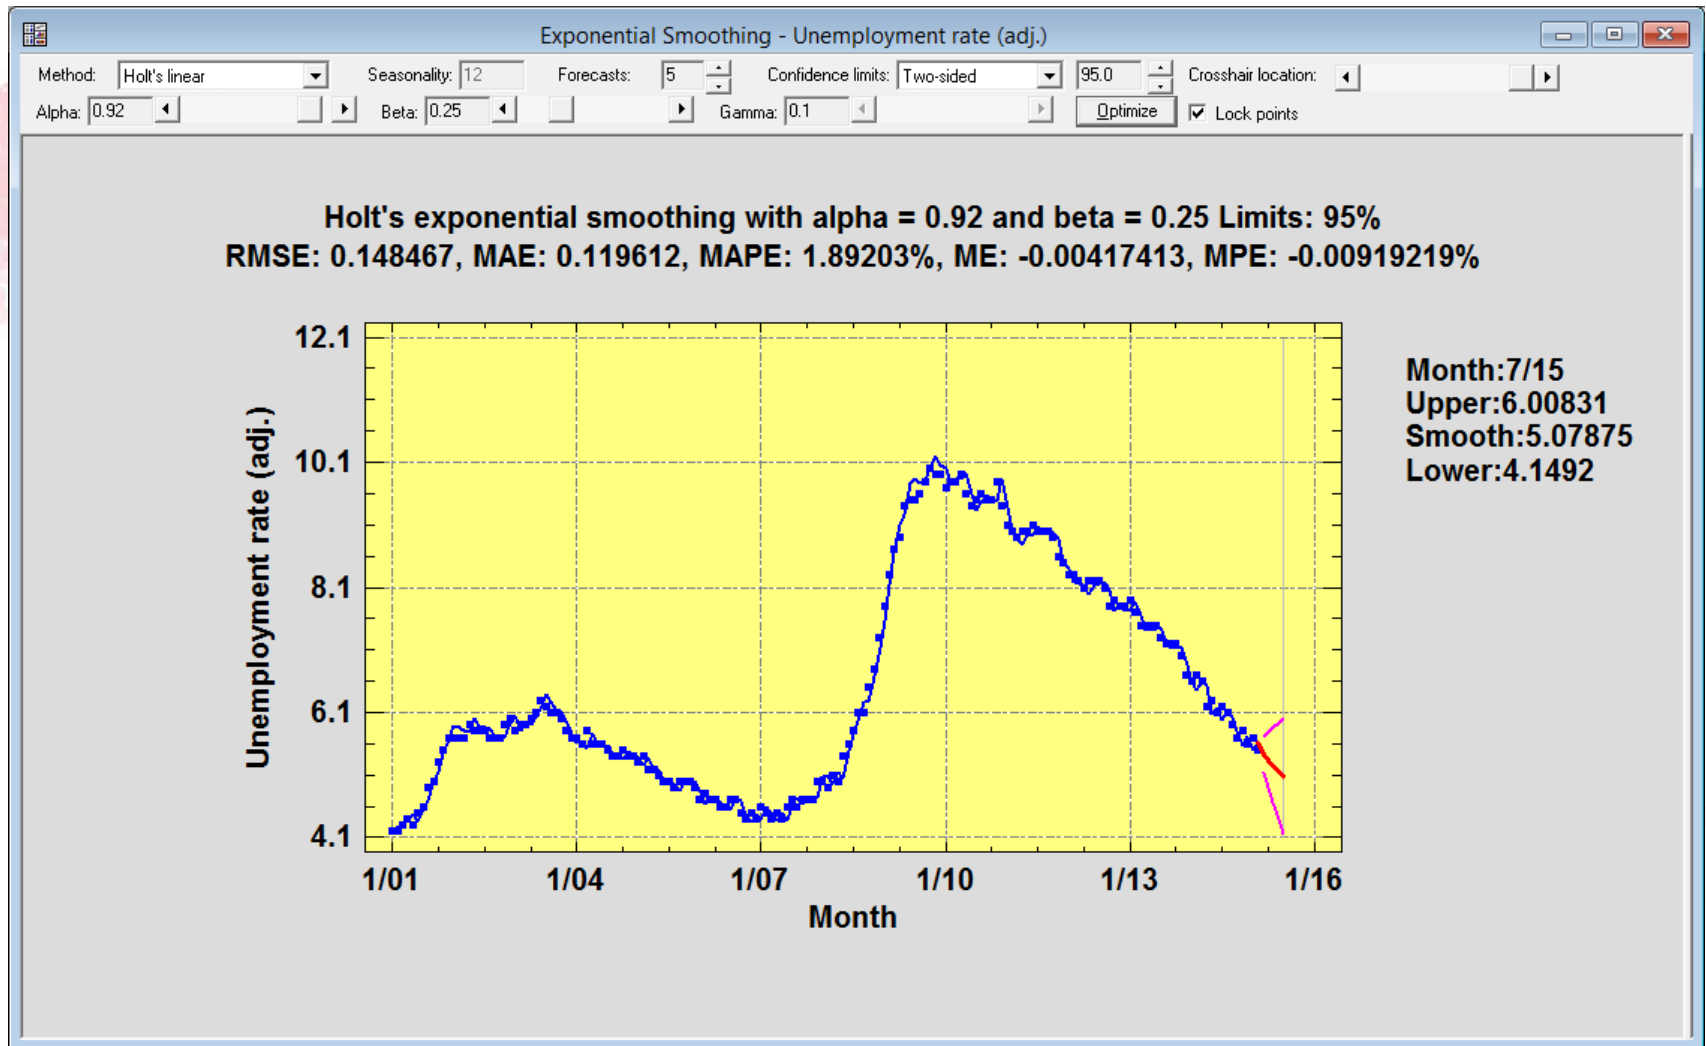 Exponential Smoothing - Unemployment rate (adj.)
Method: Holt's linear Seasonality: 12 Forecasts: 5 Confidence limits: Two-sided 95.0 Crosshair location:
Alpha: 0.92 Beta: 0.25 Gamma: 0.1 Optimize Lock points
Holt's exponential smoothing with alpha = 0.92 and beta = 0.25 Limits: 95%
RMSE: 0.148467, MAE: 0.119612, MAPE: 1.89203%, ME: -0.00417413, MPE: -0.00919219%
Unemployment rate (adj.)
12.1
10.1
8.1
6.1
4.1
1/01 1/04 1/07 1/10 1/13 1/16
Month
Month:7/15
Upper:6.00831
Smooth:5.07875
Lower:4.1492